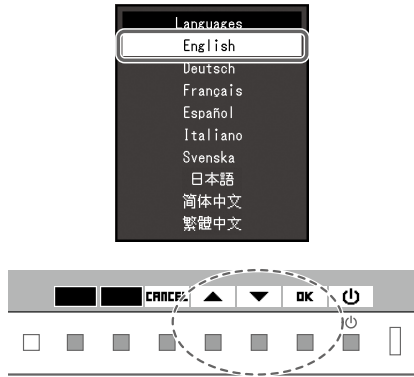 Languages
English
Deutsch
Français
Español
Italiano
Svenska
日本語
简体中文
繁體中文
CANCEL ▲ ▼ OK